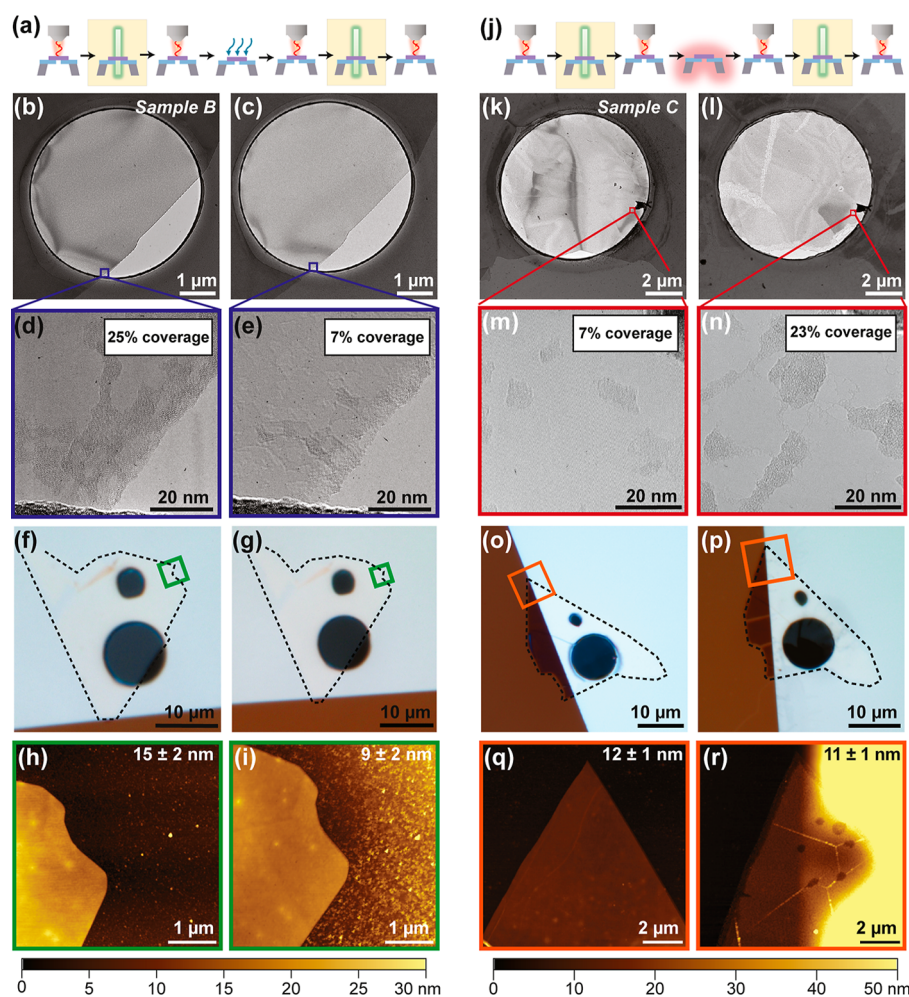 (a)
(j)
(b)
Sample B
1 µm
(c)
1 µm
(k)
Sample C
2 µm
(l)
2 µm
(d)
25% coverage
20 nm
(e)
7% coverage
20 nm
(m)
7% coverage
20 nm
(n)
23% coverage
20 nm
(f)
10 µm
(g)
10 µm
(o)
10 µm
(p)
10 µm
(h)
15 ± 2 nm
1 µm
(i)
9 ± 2 nm
1 µm
(q)
12 ± 1 nm
2 µm
(r)
11 ± 1 nm
2 µm
0 5 10 15 20 25 30 nm
0 10 20 30 40 50 nm